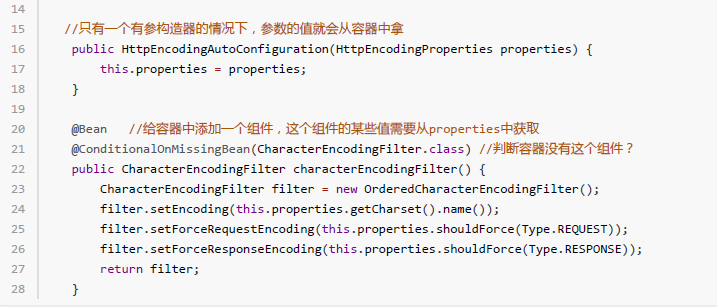 14
15 //只有一个有参构造器的情况下，参数的值就会从容器中拿
16 public HttpEncodingAutoConfiguration(HttpEncodingProperties properties) {
17 this.properties = properties;
18 }
19
20 @Bean //给容器中添加一个组件，这个组件的某些值需要从properties中获取
21 @ConditionalOnMissingBean(CharacterEncodingFilter.class) //判断容器没有这个组件？
22 public CharacterEncodingFilter characterEncodingFilter() {
23 CharacterEncodingFilter filter = new OrderedCharacterEncodingFilter();
24 filter.setEncoding(this.properties.getCharset().name());
25 filter.setForceRequestEncoding(this.properties.shouldForce(Type.REQUEST));
26 filter.setForceResponseEncoding(this.properties.shouldForce(Type.RESPONSE));
27 return filter;
28 }